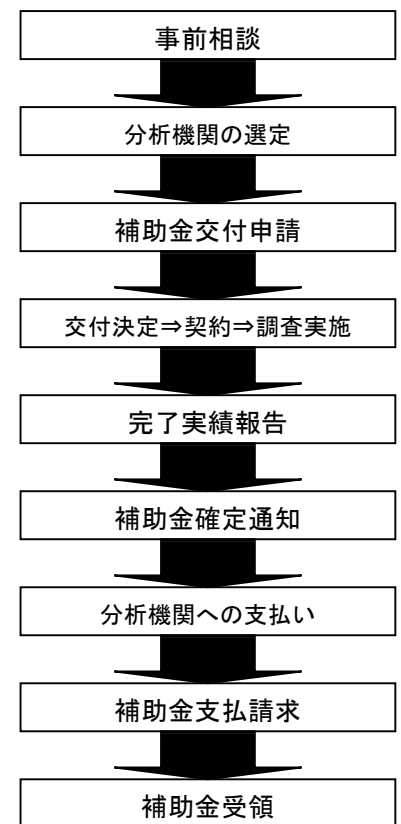 事前相談
分析機関の選定
補助金交付申請
交付決定⇒契約⇒調査実施
完了実績報告
補助金確定通知
分析機関への支払い
補助金支払請求
補助金受領